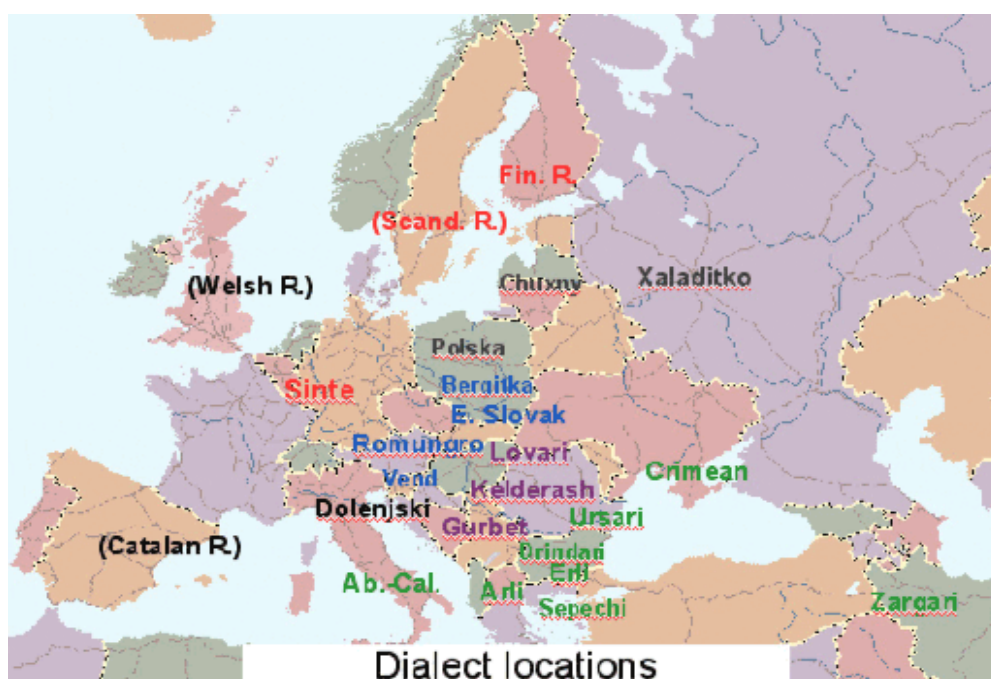 Fin. R.
(Scand. R.)
(Welsh R.)
Chuxny
Xaladitko
Polska
Sinte
Bergitka
E. Slovak
Romungro
Lovari
Vend
Kelderash
Crimean
Dolenjski
Gurbet
Ursari
(Catalan R.)
Drindari
Erli
Ab.-Cal.
Arli
Sepechi
Zargari
Dialect locations